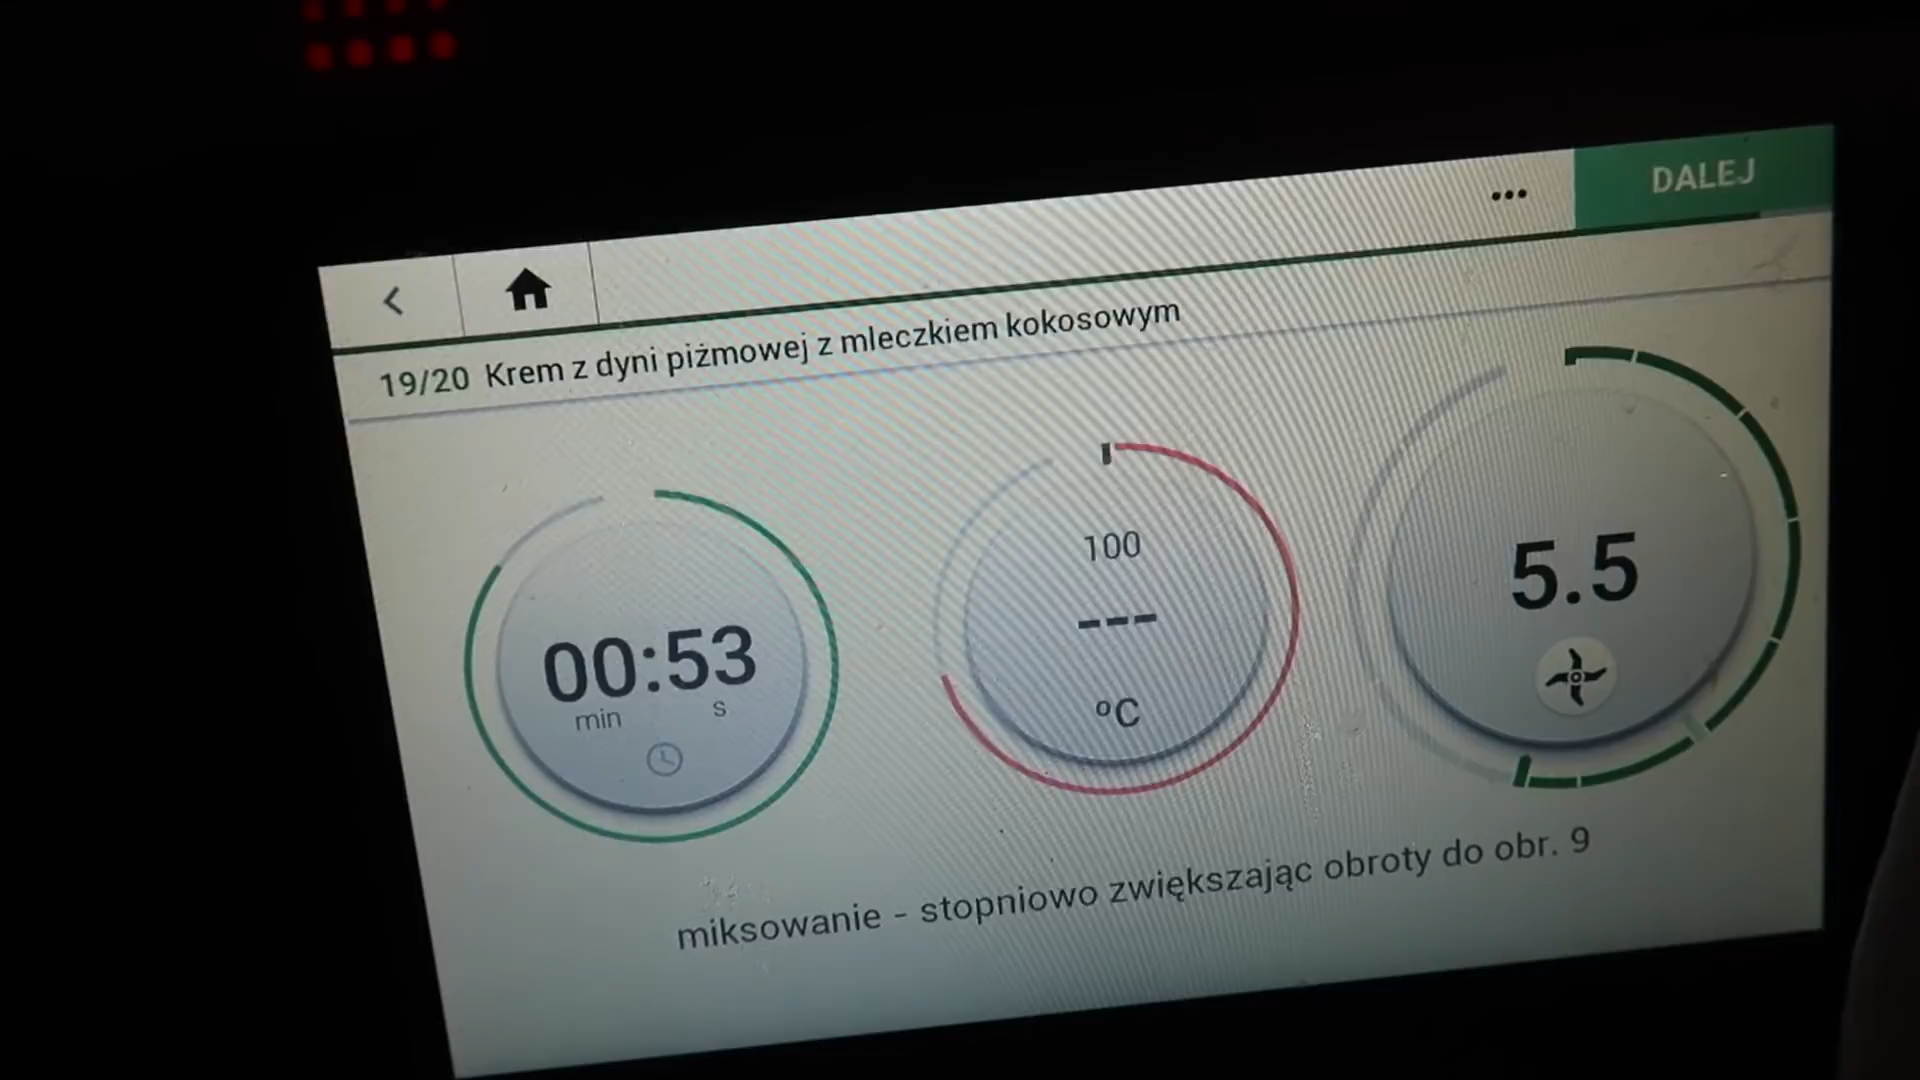 DALEJ
19/20 Krem z dyni piżmowej z mleczkiem kokosowym
00:53
min s
100
---
ºC
5.5
miksowanie - stopniowo zwiększając obroty do obr. 9